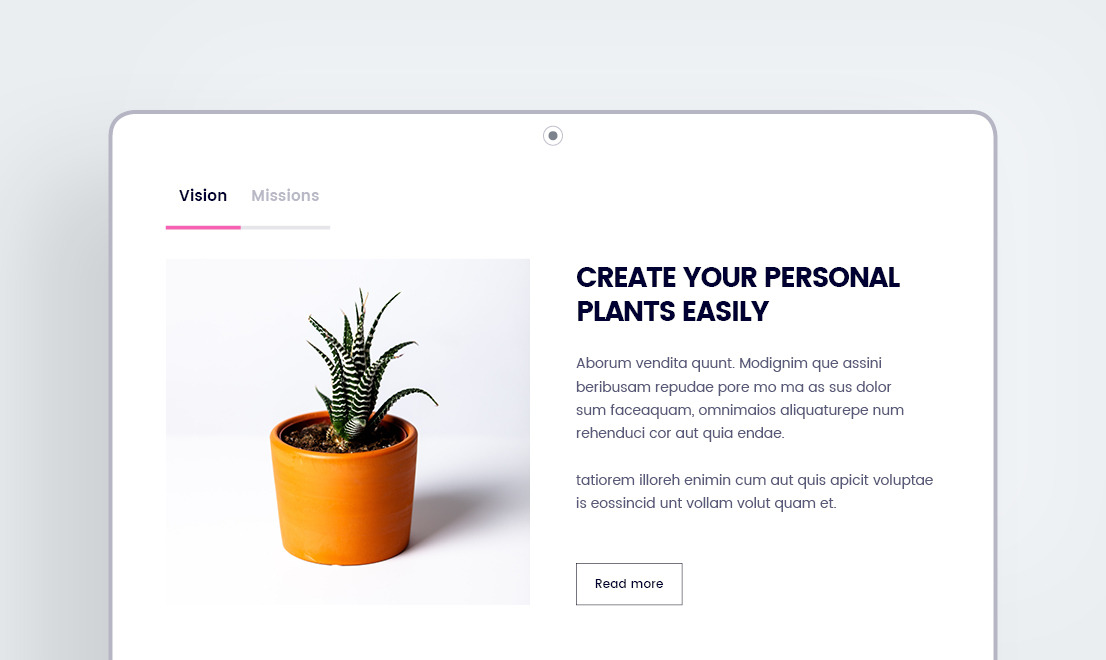 Vision Missions
CREATE YOUR PERSONAL
PLANTS EASILY
Aborum vendita quunt. Modignim que assini
beribusam repudae pore mo ma as sus dolor
sum faceaquam, omnimaios aliquaturepe num
rehenduci cor aut quia endae.
tatiorem illoreh enimin cum aut quis apicit voluptae
is eossincid unt vollam volut quam et.
Read more